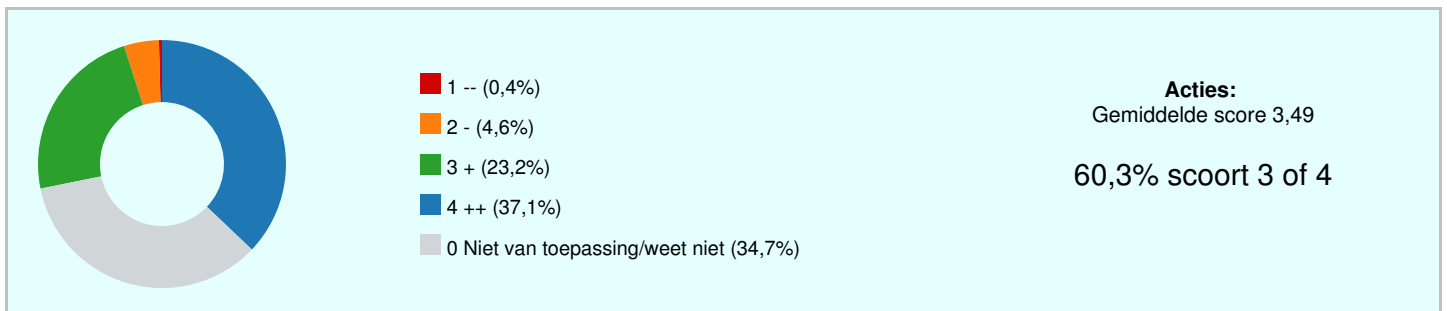 1 -- (0,4%)
2 - (4,6%)
3 + (23,2%)
4 ++ (37,1%)
0 Niet van toepassing/weet niet (34,7%)
Acties:
Gemiddelde score 3,49
60,3% scoort 3 of 4